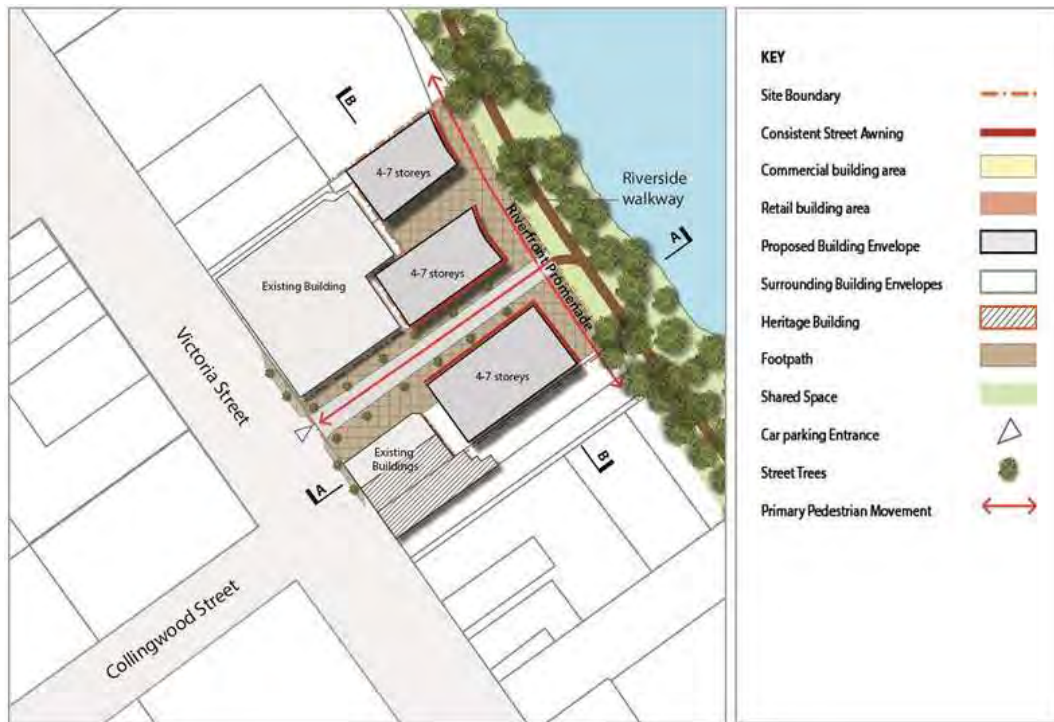 B
4-7 storeys
Riverside
walkway
A
Riverfront Promenade
4-7 storeys
Existing Building
4-7 storeys
Victoria Street
Existing
Buildings
B
A
Collingwood Street
KEY
Site Boundary
Consistent Street Awning
Commercial building area
Retail building area
Proposed Building Envelope
Surrounding Building Envelopes
Heritage Building
Footpath
Shared Space
Car parking Entrance
Street Trees
Primary Pedestrian Movement